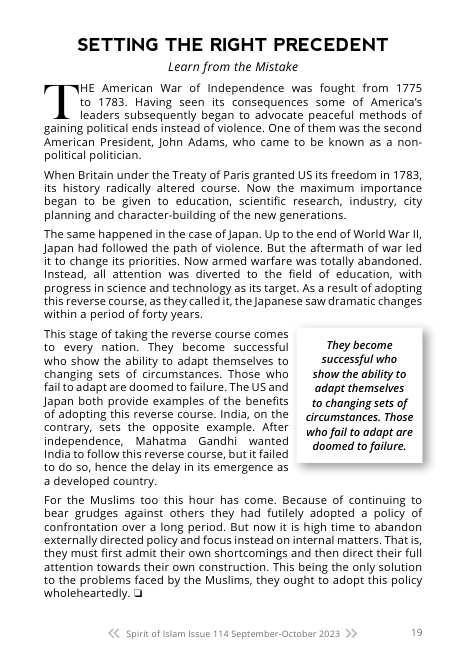 SETTING THE RIGHT PRECEDENT
Learn from the Mistake
THE American War of Independence was fought from 1775
to 1783. Having seen its consequences some of America's
leaders subsequently began to advocate peaceful methods of
gaining political ends instead of violence. One of them was the second
American President, John Adams, who came to be known as a non-
political politician.
When Britain under the Treaty of Paris granted US its freedom in 1783,
its history radically altered course. Now the maximum importance
began to be given to education, scientific research, industry, city
planning and character-building of the new generations.
The same happened in the case of Japan. Up to the end of World War II,
Japan had followed the path of violence. But the aftermath of war led
it to change its priorities. Now armed warfare was totally abandoned.
Instead, all attention was diverted to the field of education, with
progress in science and technology as its target. As a result of adopting
this reverse course, as they called it, the Japanese saw dramatic changes
within a period of forty years.
This stage of taking the reverse course comes
to every nation. They become successful
who show the ability to adapt themselves to
changing sets of circumstances. Those who
fail to adapt are doomed to failure. The US and
Japan both provide examples of the benefits
of adopting this reverse course. India, on the
contrary, sets the opposite example. After
independence, Mahatma Gandhi wanted
India to follow this reverse course, but it failed
to do so, hence the delay in its emergence as
a developed country.
They become
successful who
show the ability to
adapt themselves
to changing sets of
circumstances. Those
who fail to adapt are
doomed to failure.
For the Muslims too this hour has come. Because of continuing to
bear grudges against others they had futilely adopted a policy of
confrontation over a long period. But now it is high time to abandon
externally directed policy and focus instead on internal matters. That is,
they must first admit their own shortcomings and then direct their full
attention towards their own construction. This being the only solution
to the problems faced by the Muslims, they ought to adopt this policy
wholeheartedly. ❏
Spirit of Islam Issue 114 September-October 2023
19